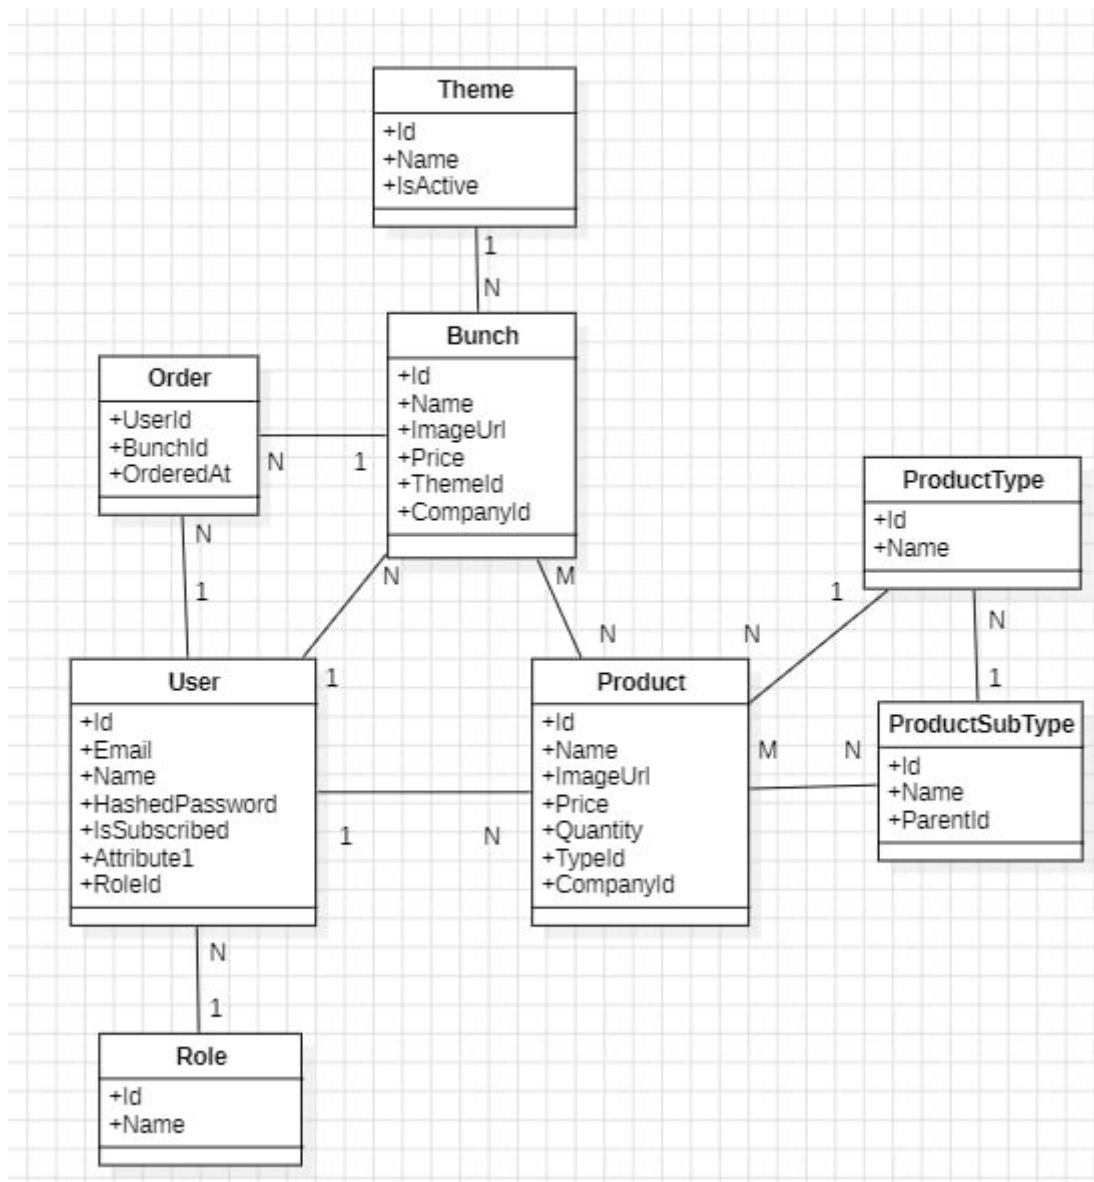 Theme
+Id
+Name
+IsActive
1
N
Bunch
+Id
+Name
+ImageUrl
+Price
+ThemeId
+CompanyId
Order
+UserId
+BunchId
+OrderedAt
N
1
N
1
N
1
M
N
ProductType
+Id
+Name
1
N
N
1
ProductSubType
+Id
+Name
+ParentId
M
N
User
+Id
+Email
+Name
+HashedPassword
+IsSubscribed
+Attribute1
+RoleId
1
N
Product
+Id
+Name
+ImageUrl
+Price
+Quantity
+TypeId
+CompanyId
N
1
Role
+Id
+Name